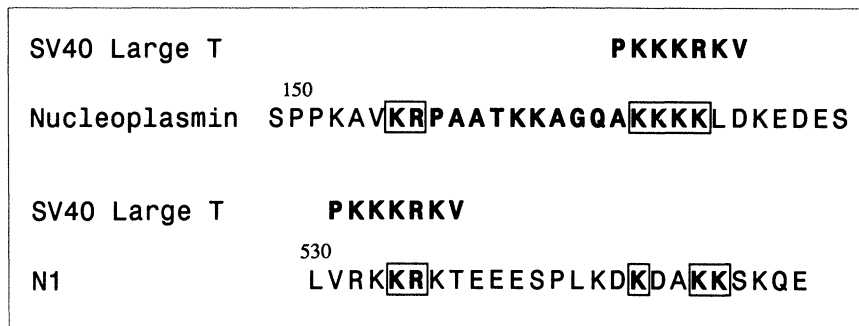 SV40 Large T PKKKRKV
150
Nucleoplasmin SPPKAVKRPAATKKAGQAKKKKLDKEDES
SV40 Large T PKKKRKV
530
N1 LVRKKRKTEEESPLKDKDAKKSKQE